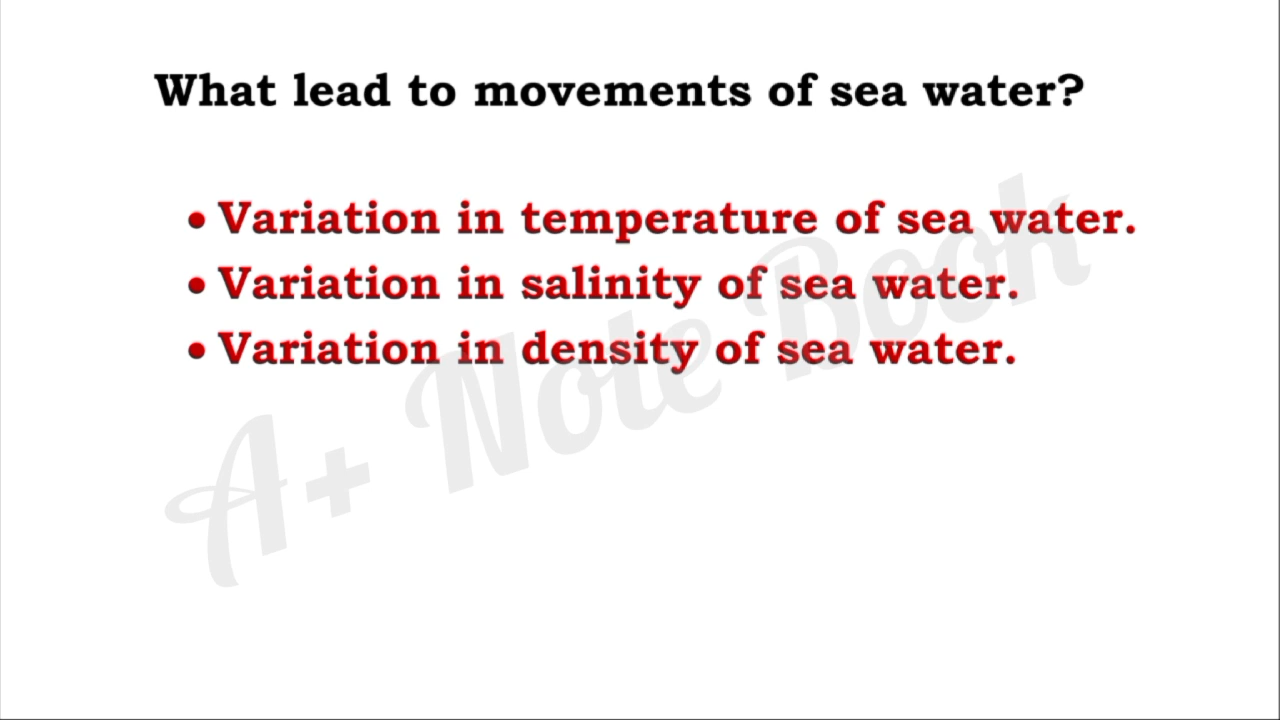 What lead to movements of sea water?
• Variation in temperature of sea water.
• Variation in salinity of sea water.
• Variation in density of sea water.
A+ Note Book